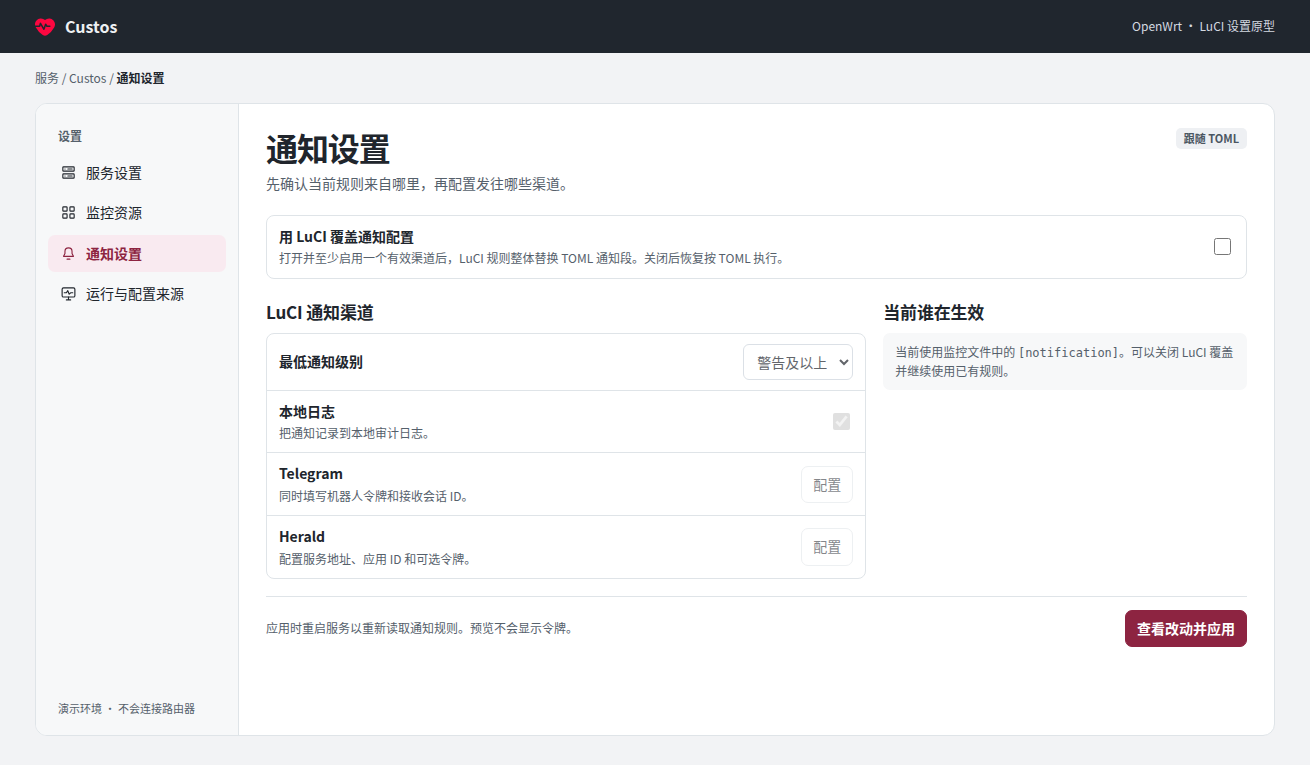 Custos
OpenWrt · LuCI 设置原型
服务 / Custos / 通知设置
设置
服务设置
监控资源
通知设置
运行与配置来源
演示环境 · 不会连接路由器
通知设置
跟随 TOML
先确认当前规则来自哪里，再配置发往哪些渠道。
用 LuCI 覆盖通知配置
打开并至少启用一个有效渠道后，LuCI 规则整体替换 TOML 通知段。关闭后恢复按 TOML 执行。
LuCI 通知渠道
最低通知级别
警告及以上
本地日志
把通知记录到本地审计日志。
Telegram
同时填写机器人令牌和接收会话 ID。
配置
Herald
配置服务地址、应用 ID 和可选令牌。
配置
当前谁在生效
当前使用监控文件中的 [notification]。可以关闭 LuCI 覆盖
并继续使用已有规则。
应用时重启服务以重新读取通知规则。预览不会显示令牌。
查看改动并应用